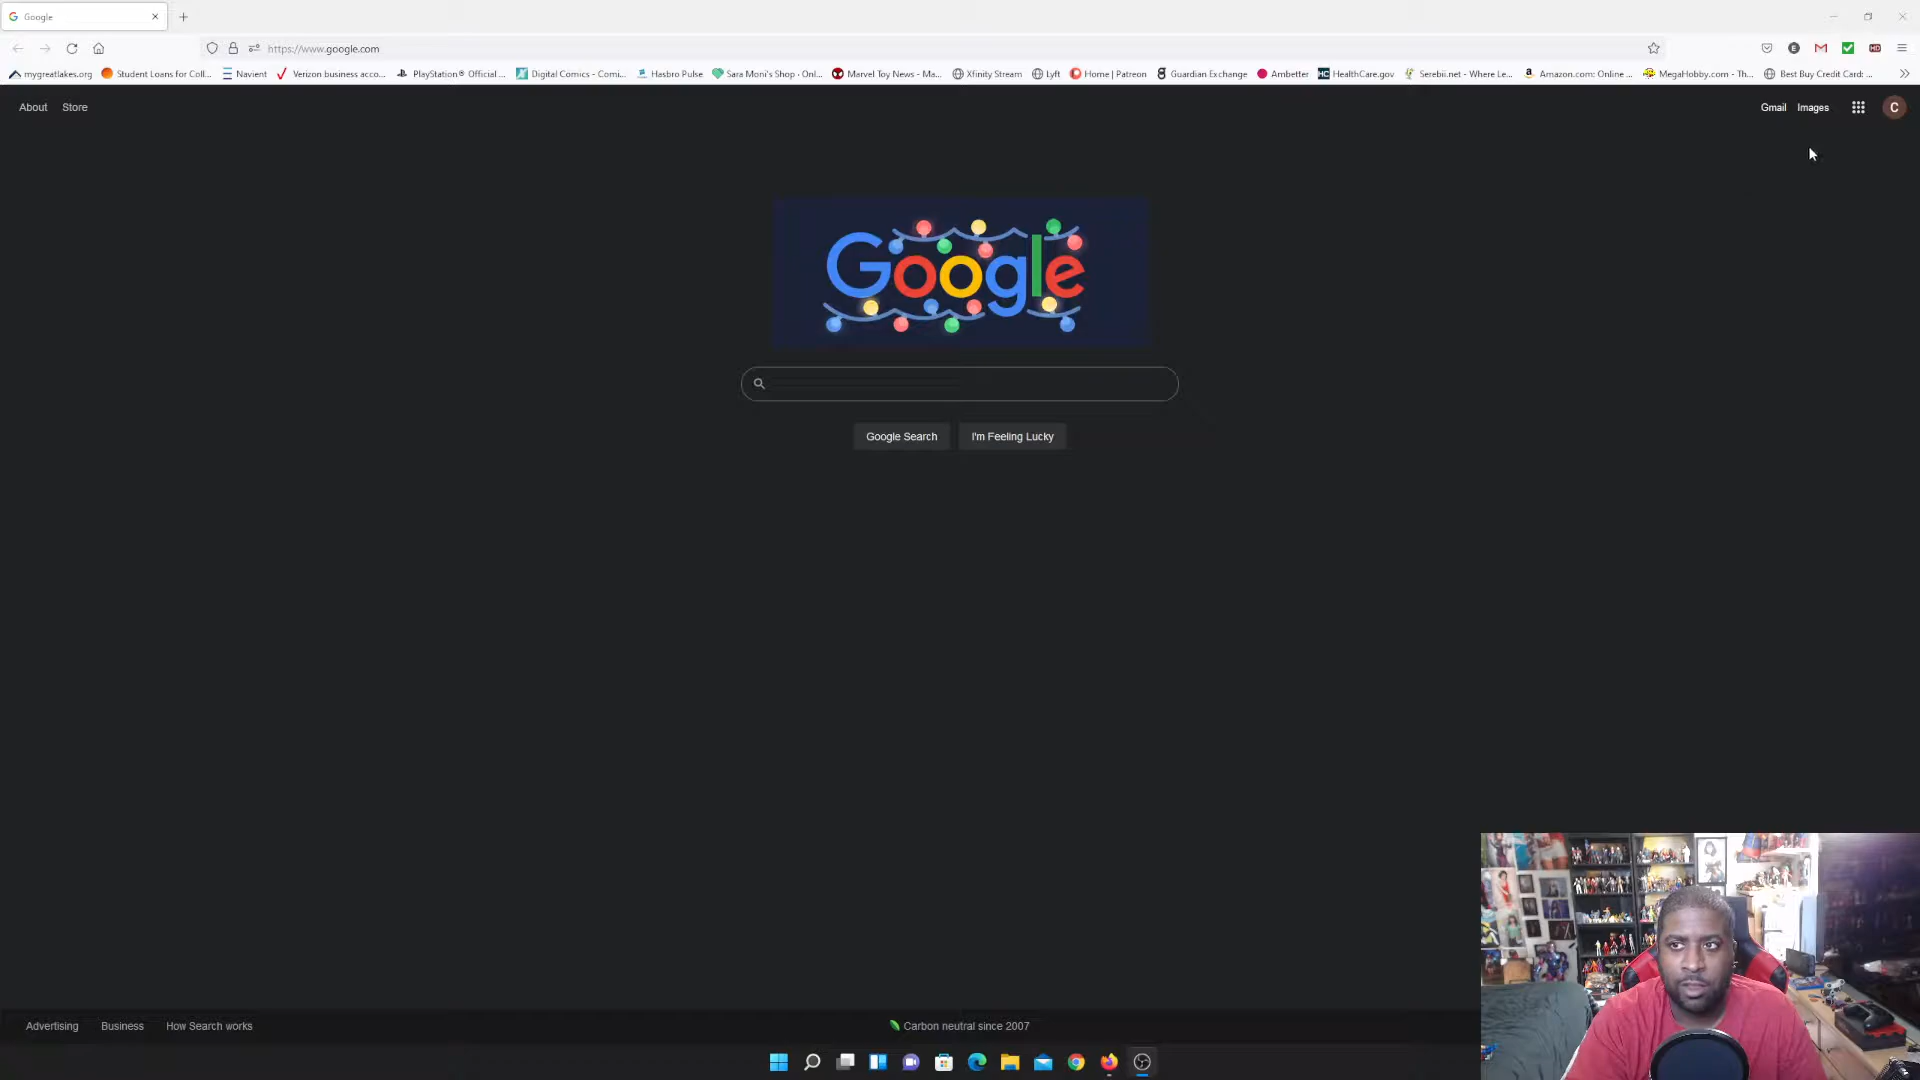 Google
https://www.google.com
mygreatlakes.org Student Loans for Coll... Navient Verizon business acco... PlayStation® Official ... Digital Comics - Comi... Hasbro Pulse Sara Moni's Shop · Onl... Marvel Toy News - Ma... Xfinity Stream Lyft Home | Patreon Guardian Exchange Ambetter HC HealthCare.gov Serebii.net - Where Le... Amazon.com: Online ... MegaHobby.com - Th... Best Buy Credit Card: ...
About Store Gmail Images C
Google
Google Search I'm Feeling Lucky
Advertising Business How Search works Carbon neutral since 2007